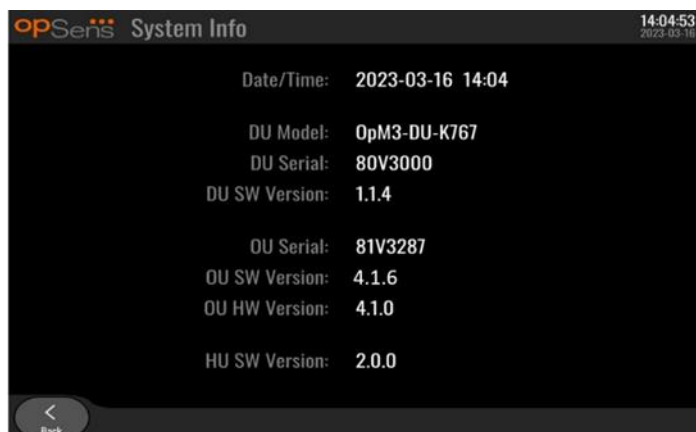 opSens System Info 14:04:53
2023-03-16
Date/Time: 2023-03-16 14:04
DU Model: OpM3-DU-K767
DU Serial: 80V3000
DU SW Version: 1.1.4
OU Serial: 81V3287
OU SW Version: 4.1.6
OU HW Version: 4.1.0
HU SW Version: 2.0.0
Back